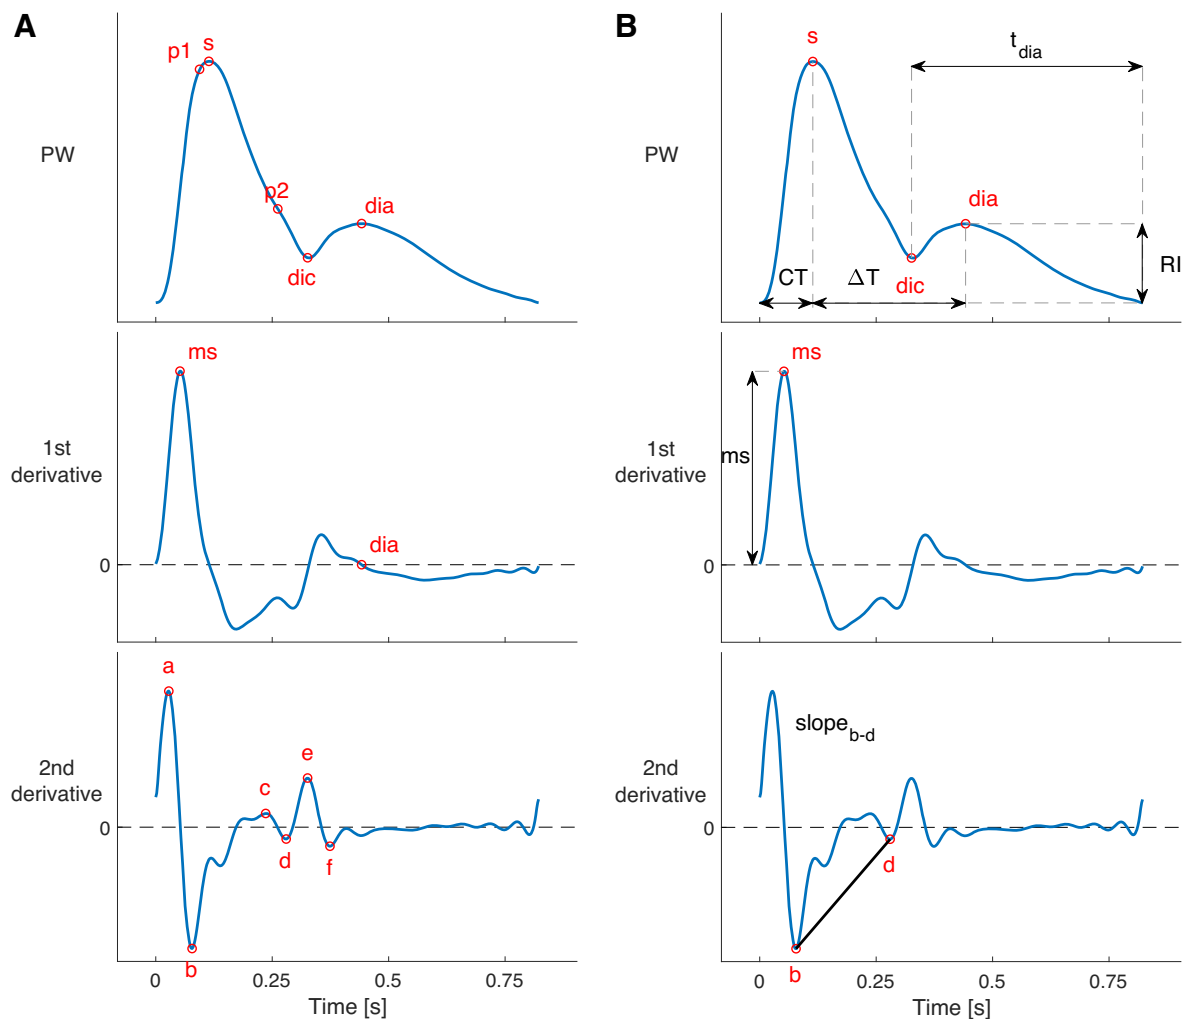 A
B
p1
s
PW
p2
dia
dic
s
t_dia
PW
dia
RI
CT
ΔT
dic
ms
1st
derivative
dia
0
ms
1st
derivative
ms
0
a
2nd
derivative
c
e
0
d
f
b
0
0.25
0.5
0.75
Time [s]
slope_b-d
2nd
derivative
0
d
b
0
0.25
0.5
0.75
Time [s]